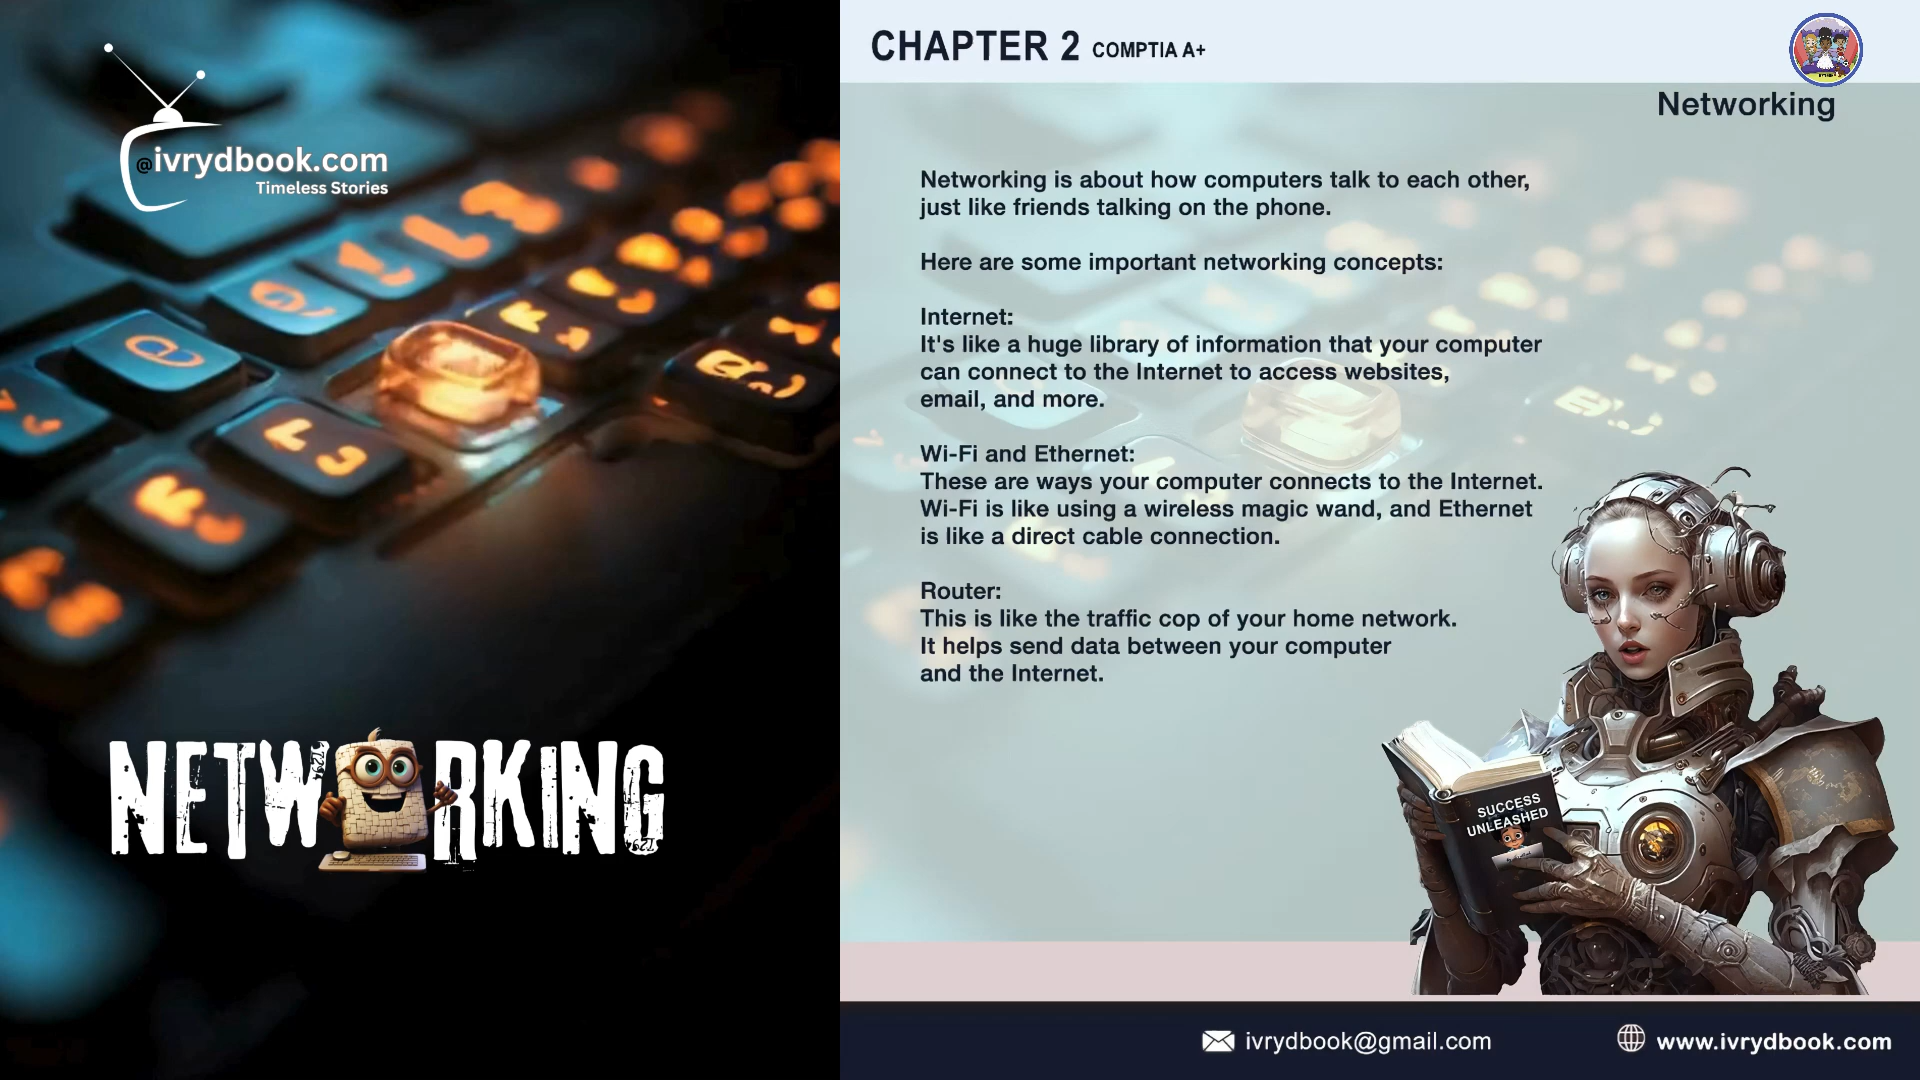 @ivrydbook.com
Timeless Stories
NETWORKING
CHAPTER 2 COMPTIA A+
Networking
Networking is about how computers talk to each other,
just like friends talking on the phone.
Here are some important networking concepts:
Internet:
It's like a huge library of information that your computer
can connect to the Internet to access websites,
email, and more.
Wi-Fi and Ethernet:
These are ways your computer connects to the Internet.
Wi-Fi is like using a wireless magic wand, and Ethernet
is like a direct cable connection.
Router:
This is like the traffic cop of your home network.
It helps send data between your computer
and the Internet.
SUCCESS
UNLEASHED
ivrydbook@gmail.com
www.ivrydbook.com